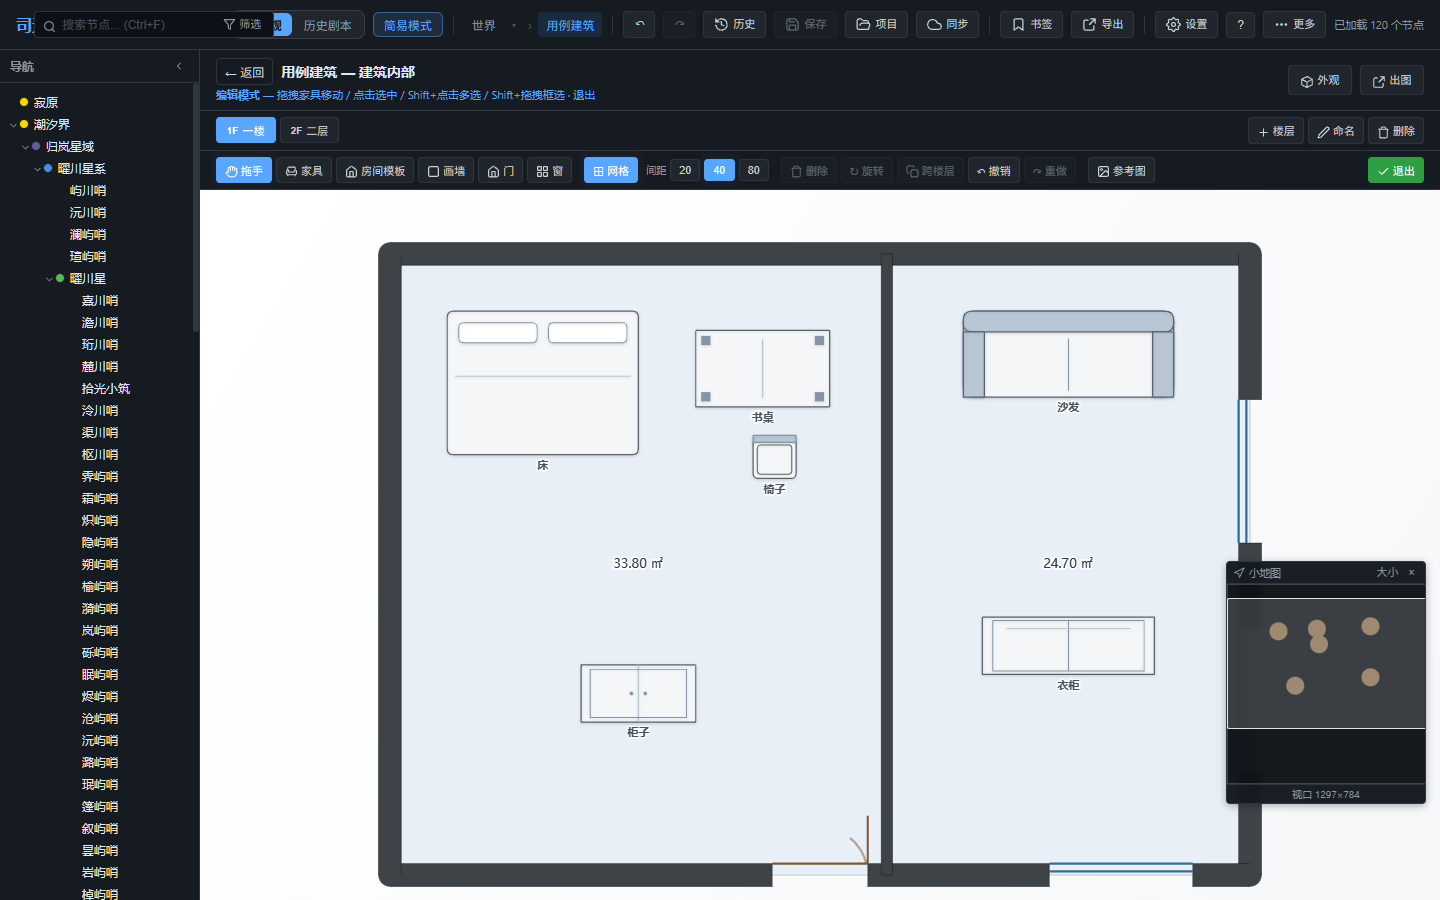 搜索节点... (Ctrl+F) 筛选 历史剧本 简易模式 世界 › 用例建筑 历史 保存 项目 同步 书签 导出 设置 ? 更多 已加载 120 个节点
导航
寂原
潮汐界
归岚星域
曜川星系
屿川哨
沅川哨
澜屿哨
瑄屿哨
曜川星
熹川哨
澹川哨
珩川哨
麓川哨
拾光小筑
泠川哨
渠川哨
枢川哨
霁屿哨
霜屿哨
炽屿哨
隐屿哨
朔屿哨
榆屿哨
漪屿哨
岚屿哨
砾屿哨
眠屿哨
烬屿哨
沧屿哨
沅屿哨
潞屿哨
珉屿哨
篷屿哨
叙屿哨
昙屿哨
岩屿哨
棹屿哨
← 返回 用例建筑 — 建筑内部 外观 出图
编辑模式 — 拖拽家具移动 / 点击选中 / Shift+点击多选 / Shift+拖拽框选 · 退出
1F 一楼 2F 二层 + 楼层 命名 删除
拖手 家具 房间模板 画墙 门 窗 网格 间距 20 40 80 删除 旋转 跨楼层 撤销 重做 参考图 退出
床
书桌
椅子
沙发
33.80 ㎡
24.70 ㎡
柜子
衣柜
小地图 大小 ×
视口 1297×784